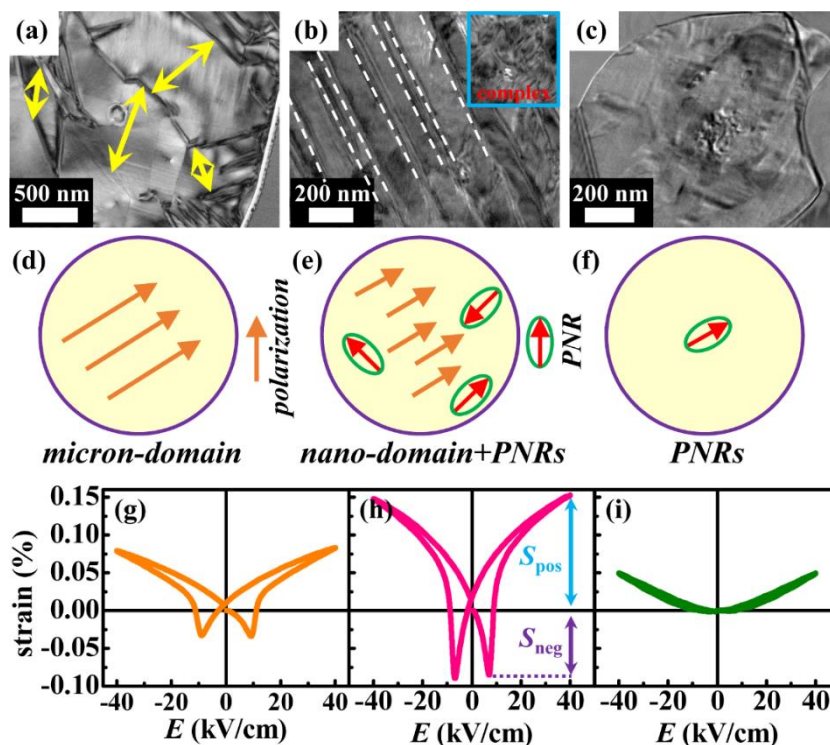 (a)
500 nm
(b)
complex
200 nm
(c)
200 nm
(d)
polarization
micron-domain
(e)
PNR
nano-domain+PNRs
(f)
PNRs
strain (%)
0.15
0.10
0.05
0.00
-0.05
-0.10
(g)
-40 -20 0 20 40
E (kV/cm)
(h)
Spos
Sneg
-40 -20 0 20 40
E (kV/cm)
(i)
-40 -20 0 20 40
E (kV/cm)